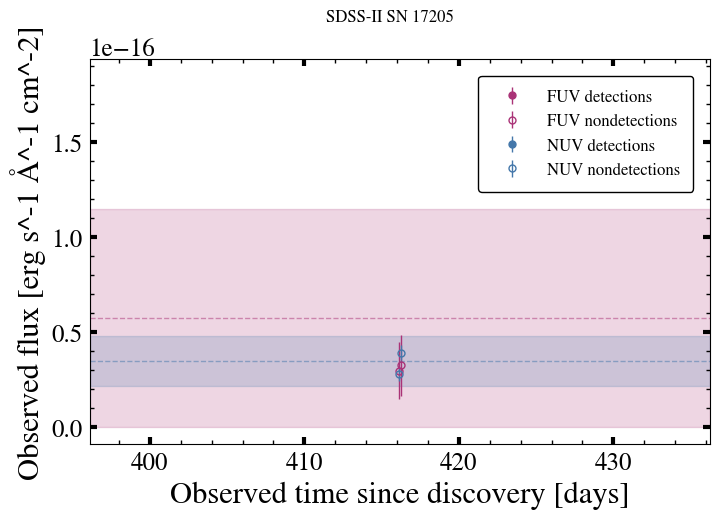 SDSS-II SN 17205
1e−16
Observed flux [erg s^-1 Å^-1 cm^-2]
1.5
1.0
0.5
0.0
FUV detections
FUV nondetections
NUV detections
NUV nondetections
400
410
420
430
Observed time since discovery [days]